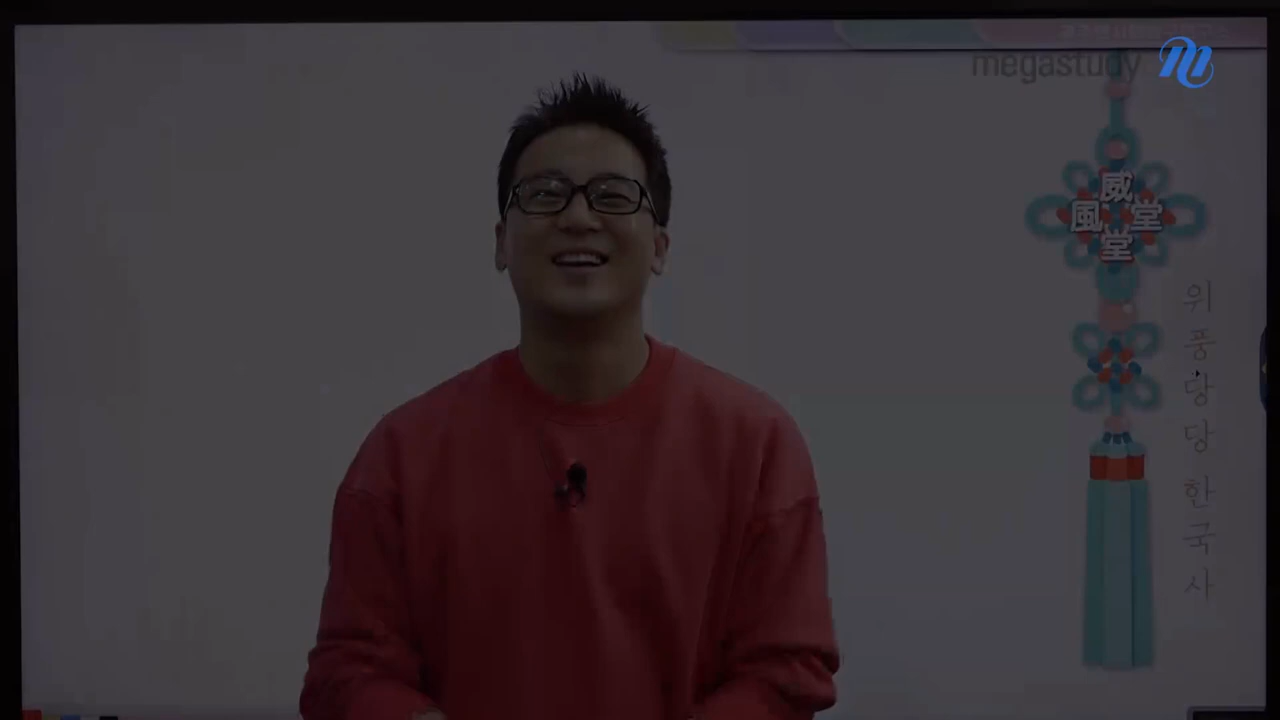 megastudy
威
風 堂
堂
위풍당당한국사